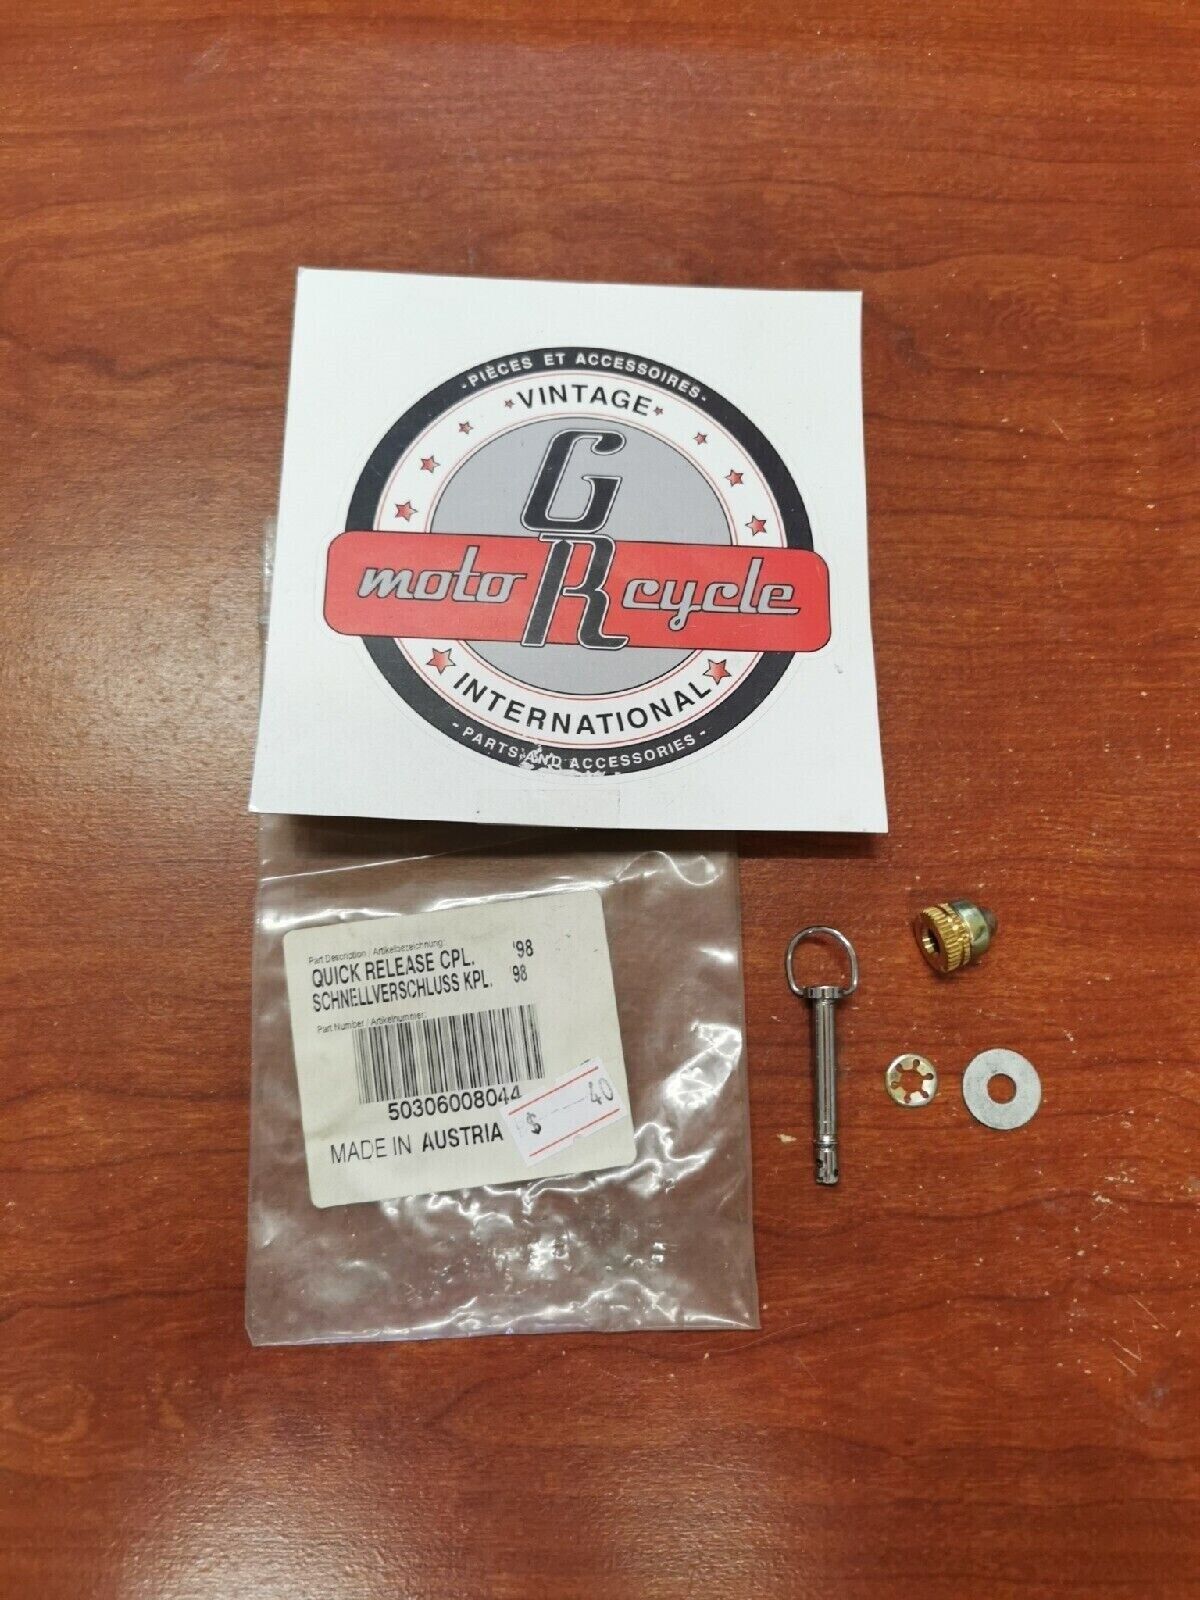 - PIÈCES ET ACCESSOIRES -
VINTAGE
G
moto R cycle
INTERNATIONAL
- PARTS AND ACCESSORIES -
Part Description / Artikelbezeichnung:
QUICK RELEASE CPL. '98
SCHNELLVERSCHLUSS KPL. '98
Part Number / Artikelnummer:
50306008044
$ ----40
MADE IN AUSTRIA